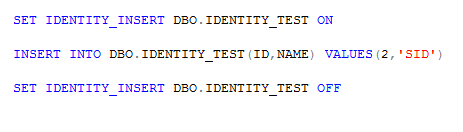 SET IDENTITY_INSERT DBO.IDENTITY_TEST ON
INSERT INTO DBO.IDENTITY_TEST(ID,NAME) VALUES(2,'SID')
SET IDENTITY_INSERT DBO.IDENTITY_TEST OFF